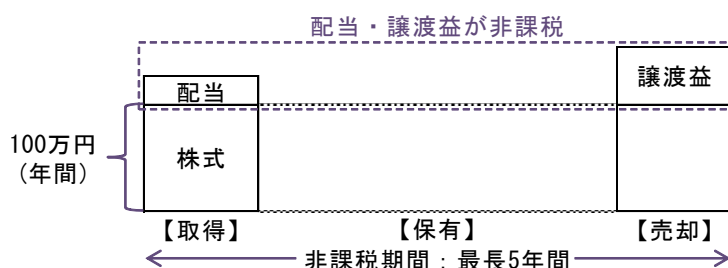 配当・譲渡益が非課税
譲渡益
配当
100万円
(年間)
株式
【取得】
【保有】
【売却】
非課税期間：最長5年間